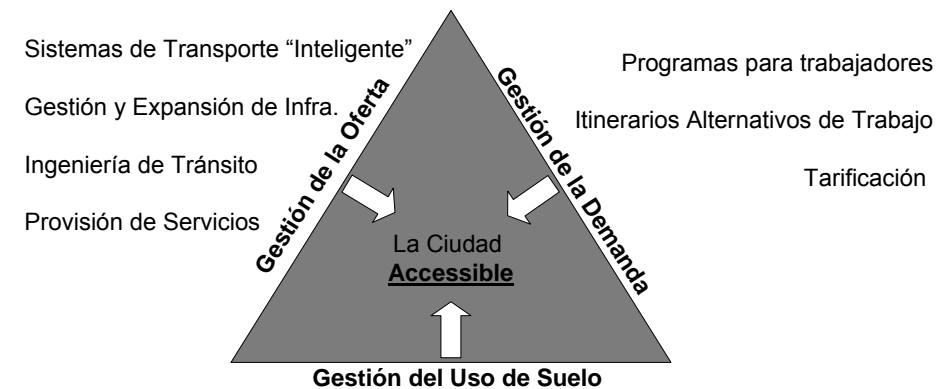 Sistemas de Transporte “Inteligente”
Gestión y Expansión de Infra.
Ingeniería de Tránsito
Provisión de Servicios
Gestión de la Oferta
Gestión de la Demanda
Programas para trabajadores
Itinerarios Alternativos de Trabajo
Tarificación
La Ciudad
Accessible
Gestión del Uso de Suelo